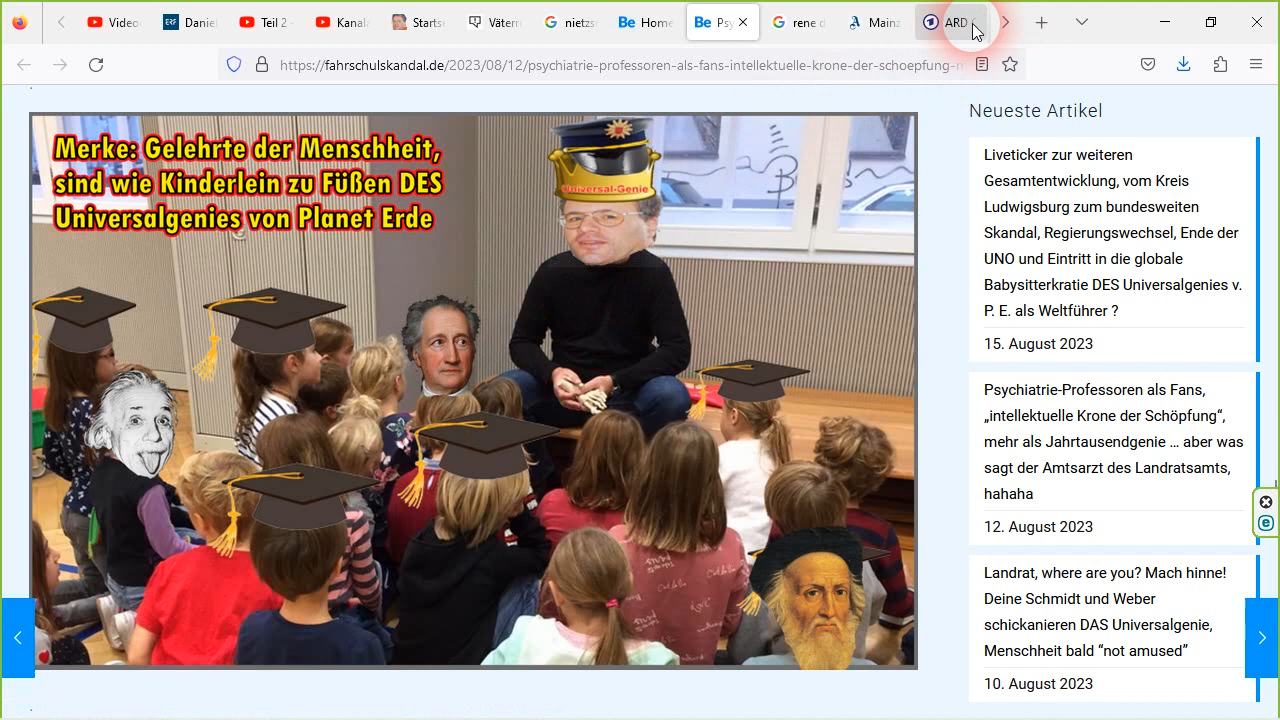 Video
Daniel
Teil 2 -
Kanal
Starts
Väterr
nietzs
Home
Psy
rene d
Mainz
ARD
https://fahrschulskandal.de/2023/08/12/psychiatrie-professoren-als-fans-intellektuelle-krone-der-schoepfung-m
Merke: Gelehrte der Menschheit,
sind wie Kinderlein zu Füßen DES
Universalgenies von Planet Erde
Universal-Genie
Neueste Artikel
Liveticker zur weiteren
Gesamtentwicklung, vom Kreis
Ludwigsburg zum bundesweiten
Skandal, Regierungswechsel, Ende der
UNO und Eintritt in die globale
Babysitterkratie DES Universalgenies v.
P. E. als Weltführer ?
15. August 2023
Psychiatrie-Professoren als Fans,
„intellektuelle Krone der Schöpfung“,
mehr als Jahrtausendgenie … aber was
sagt der Amtsarzt des Landratsamts,
hahaha
12. August 2023
Landrat, where are you? Mach hinne!
Deine Schmidt und Weber
schickanieren DAS Universalgenie,
Menschheit bald “not amused”
10. August 2023